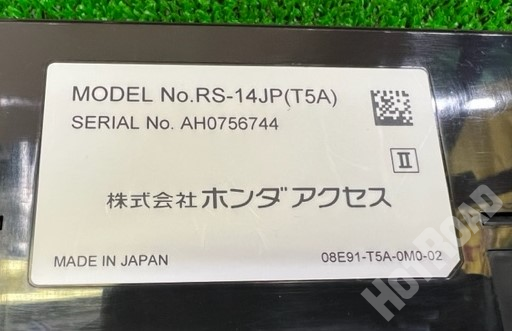 MODEL No.RS-14JP(T5A)
SERIAL No. AH0756744
II
株式会社ホンダアクセス
MADE IN JAPAN
08E91-T5A-0M0-02
HOTROAD